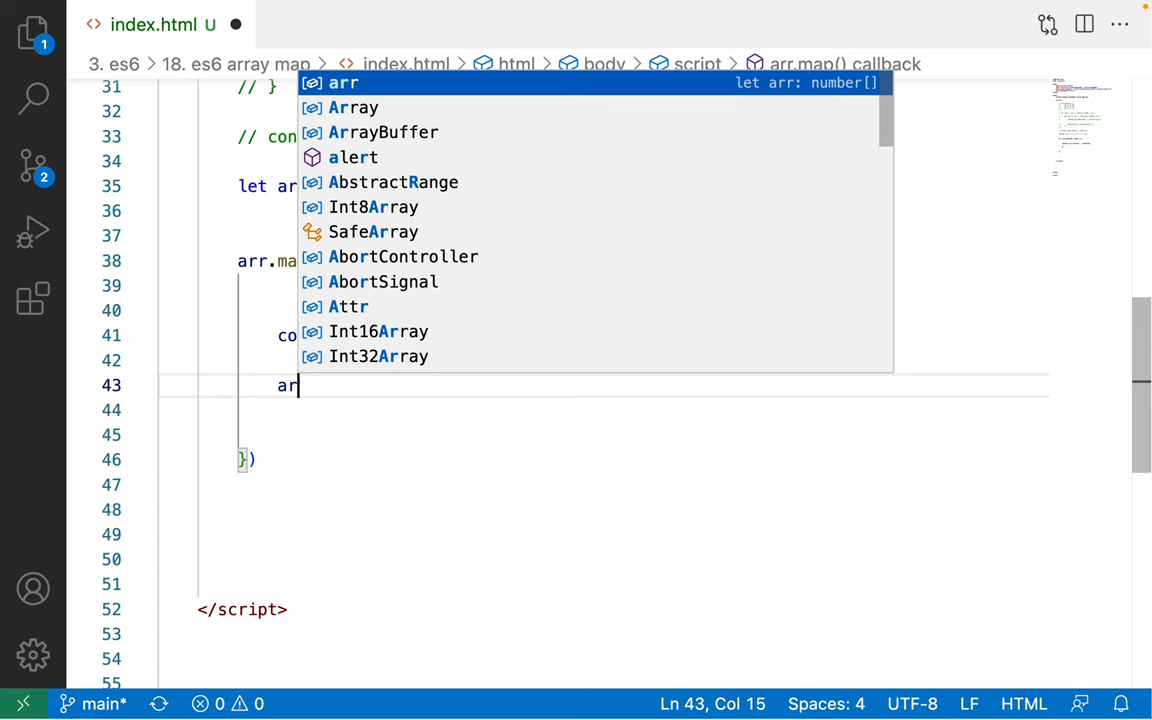 index.html U
1
3. es6 > 18. es6 array map > index.html > html > body > script > arr.map() callback
31 // }
32
33 // con
34
35 let ar
36
37
38 arr.ma
39
40
41 co
42
43 ar
44
45
46 })
47
48
49
50
51
52 </script>
53
54
55
arr let arr: number[]
Array
ArrayBuffer
alert
AbstractRange
Int8Array
SafeArray
AbortController
AbortSignal
Attr
Int16Array
Int32Array
2
main* 0 0 Ln 43, Col 15 Spaces: 4 UTF-8 LF HTML